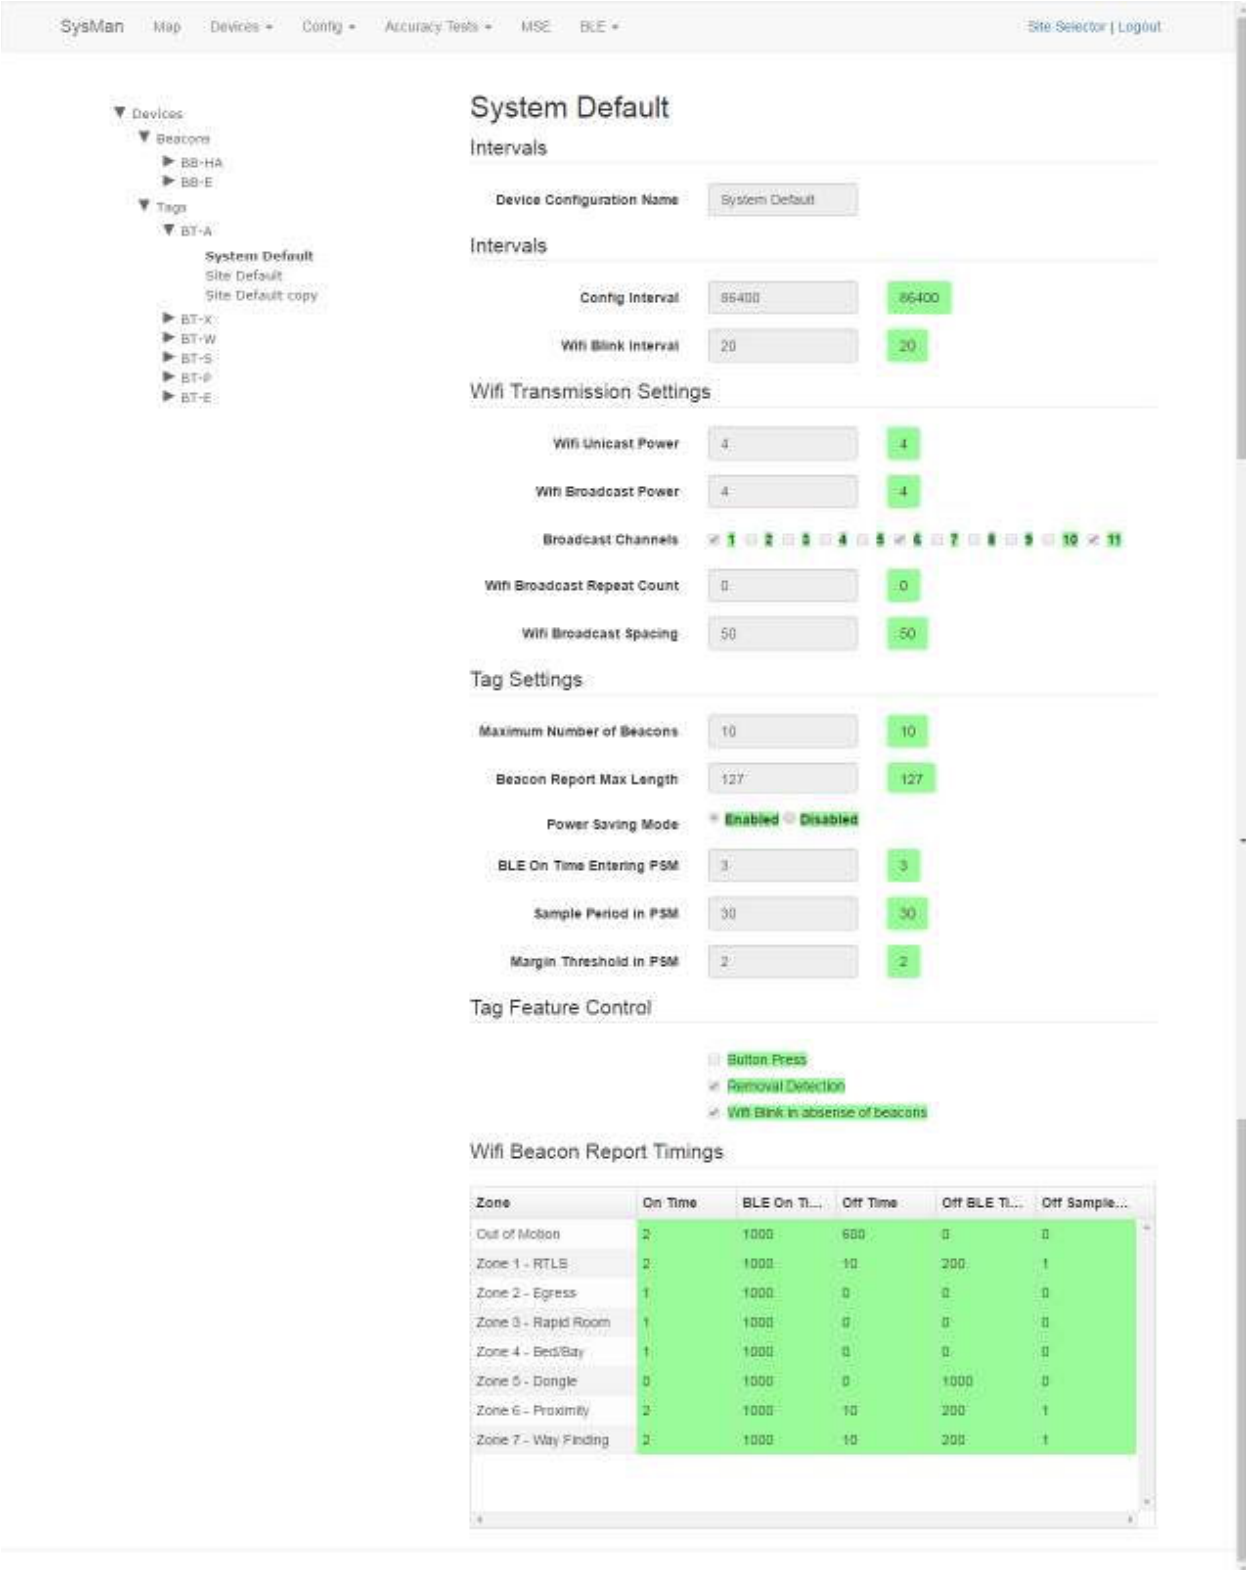 SysMan Map Devices Config Accuracy Tests MSE BLE Site Selector | Logout
Devices
Beacons
BB-HA
BB-E
Tags
BT-A
System Default
Site Default
Site Default copy
BT-X
BT-W
BT-S
BT-P
BT-E
System Default
Intervals
Device Configuration Name System Default
Intervals
Config Interval 86400 86400
Wifi Blink Interval 20 20
Wifi Transmission Settings
Wifi Unicast Power 4 4
Wifi Broadcast Power 4 4
Broadcast Channels 1 2 3 4 5 6 7 8 9 10 11
Wifi Broadcast Repeat Count 0 0
Wifi Broadcast Spacing 50 50
Tag Settings
Maximum Number of Beacons 10 10
Beacon Report Max Length 127 127
Power Saving Mode Enabled Disabled
BLE On Time Entering PSM 3 3
Sample Period in PSM 30 30
Margin Threshold in PSM 2 2
Tag Feature Control
Button Press
Removal Detection
Wifi Blink in absense of beacons
Wifi Beacon Report Timings
Zone On Time BLE On Ti... Off Time Off BLE Ti... Off Sample...
Out of Motion 2 1000 600 0 0
Zone 1 - RTLS 2 1000 10 200 1
Zone 2 - Egress 1 1000 0 0 0
Zone 3 - Rapid Room 1 1000 0 0 0
Zone 4 - Bed/Bay 1 1000 0 0 0
Zone 5 - Dongle 0 1000 0 1000 0
Zone 6 - Proximity 2 1000 10 200 1
Zone 7 - Way Finding 2 1000 10 200 1